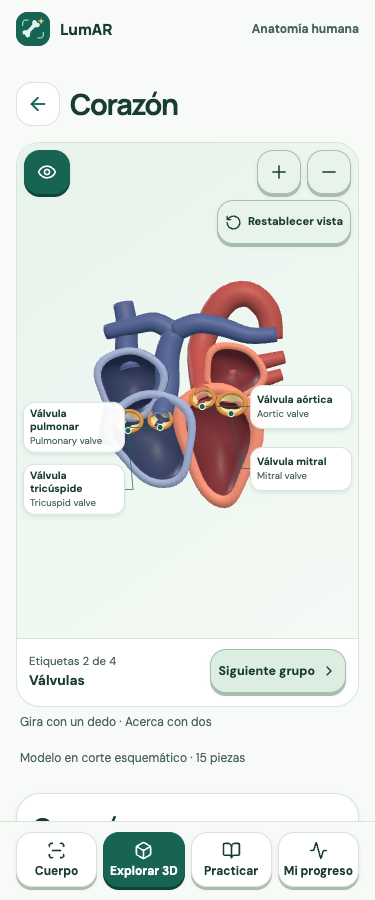 LumAR
Anatomía humana
Corazón
Restablecer vista
Válvula
pulmonar
Pulmonary valve
Válvula aórtica
Aortic valve
Válvula
tricúspide
Tricuspid valve
Válvula mitral
Mitral valve
Etiquetas 2 de 4
Válvulas
Siguiente grupo
Gira con un dedo · Acerca con dos
Modelo en corte esquemático · 15 piezas
Cuerpo
Explorar 3D
Practicar
Mi progreso